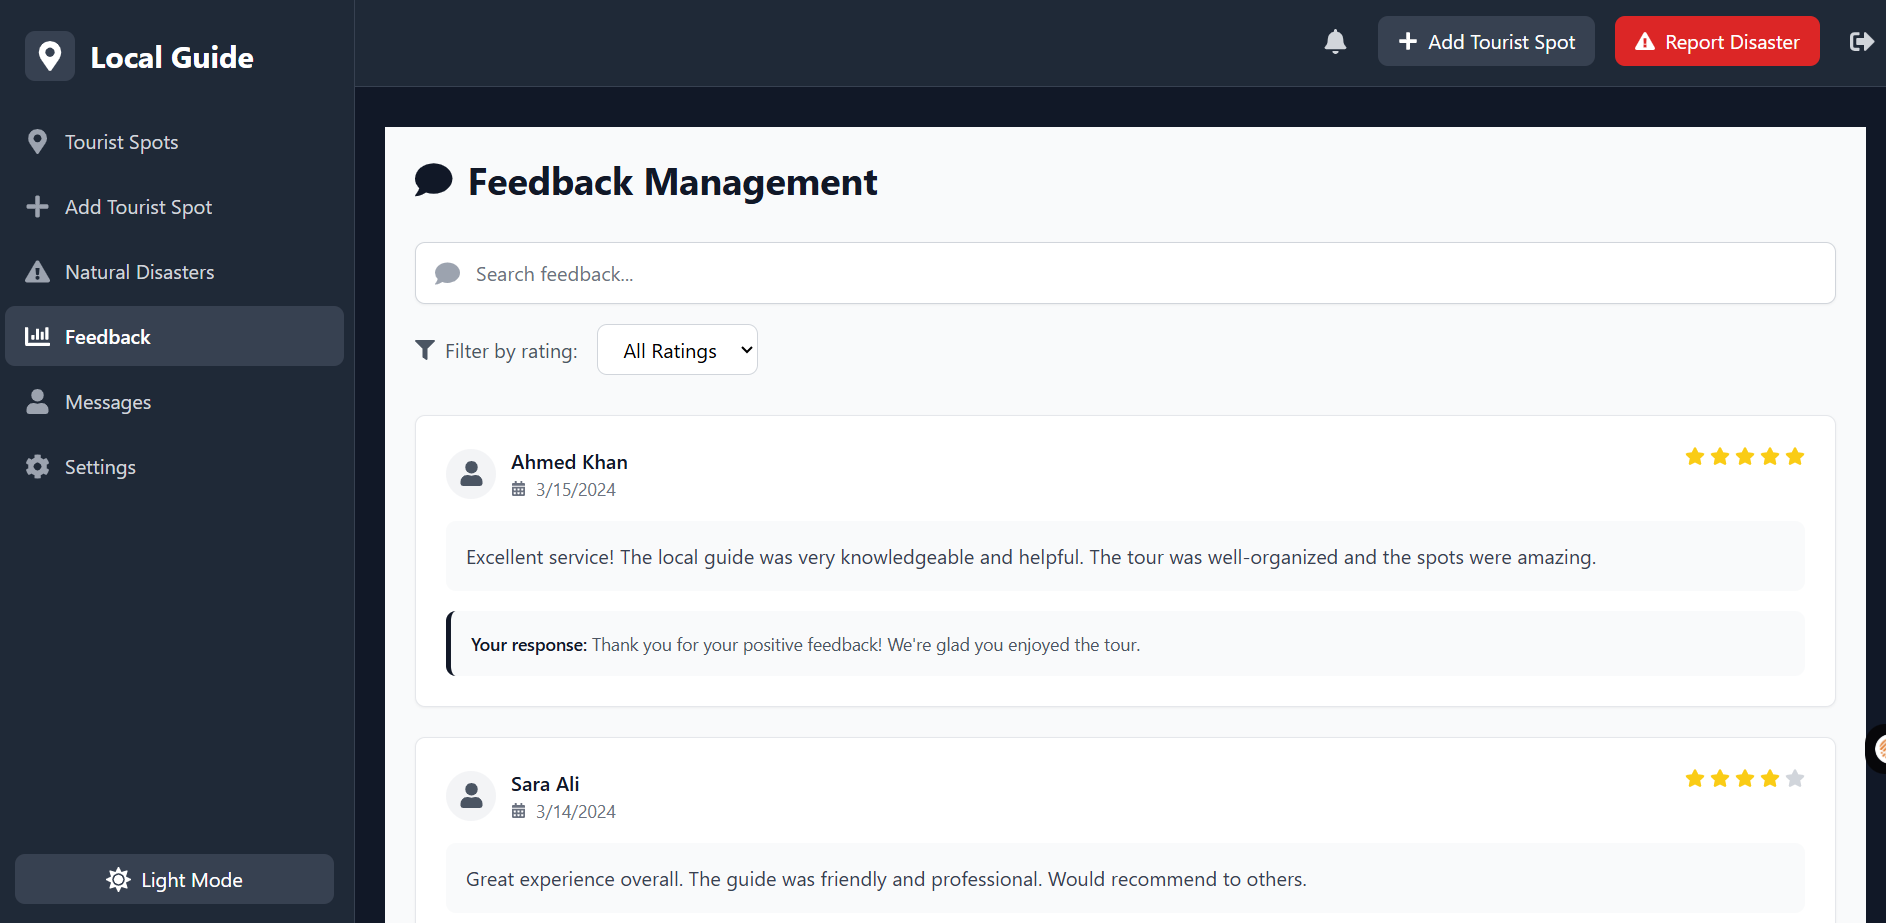 Local Guide
Tourist Spots
Add Tourist Spot
Natural Disasters
Feedback
Messages
Settings
Light Mode
Add Tourist Spot
Report Disaster
Feedback Management
Search feedback...
Filter by rating:
All Ratings
Ahmed Khan
3/15/2024
Excellent service! The local guide was very knowledgeable and helpful. The tour was well-organized and the spots were amazing.
Your response: Thank you for your positive feedback! We're glad you enjoyed the tour.
Sara Ali
3/14/2024
Great experience overall. The guide was friendly and professional. Would recommend to others.